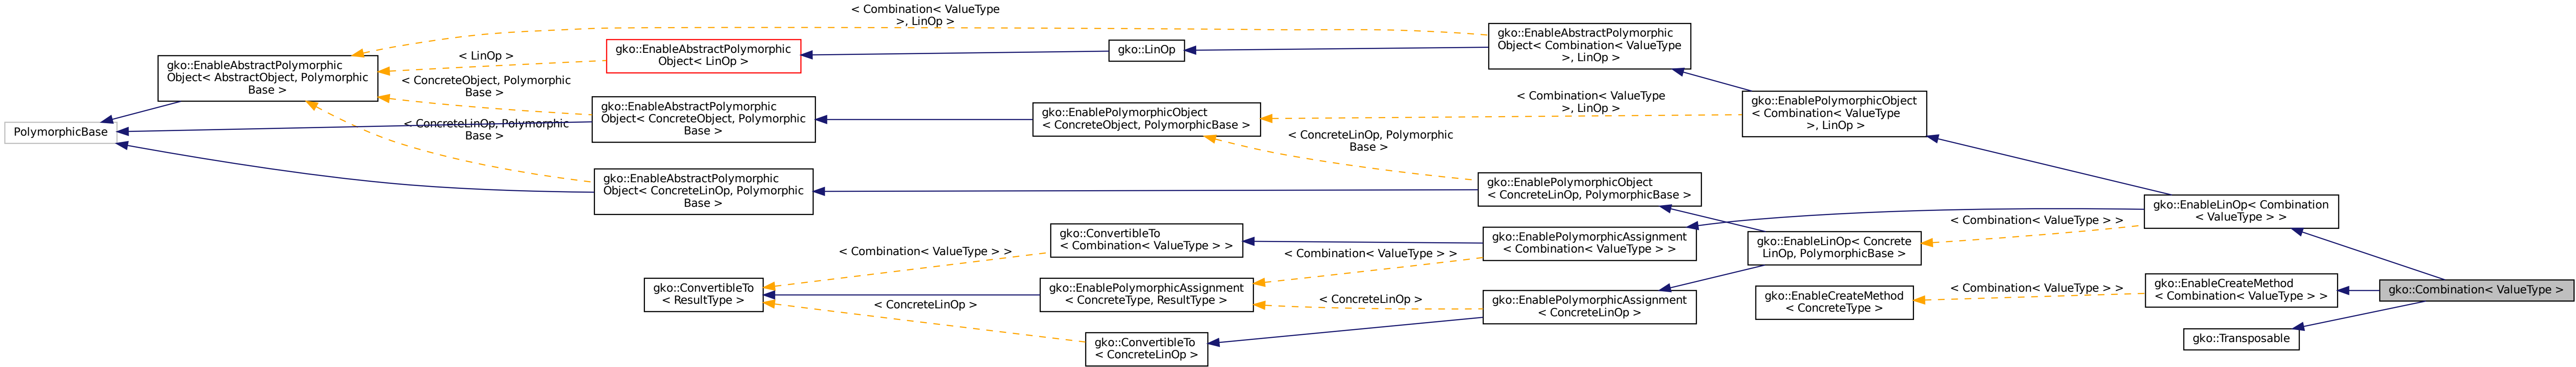 PolymorphicBase
gko::EnableAbstractPolymorphic
Object< AbstractObject, Polymorphic
Base >
< Combination< ValueType
>, LinOp >
< LinOp >
< ConcreteObject, Polymorphic
Base >
< ConcreteLinOp, Polymorphic
Base >
gko::EnableAbstractPolymorphic
Object< LinOp >
gko::EnableAbstractPolymorphic
Object< ConcreteObject, Polymorphic
Base >
gko::EnableAbstractPolymorphic
Object< ConcreteLinOp, Polymorphic
Base >
gko::ConvertibleTo
< ResultType >
< Combination< ValueType > >
< ConcreteLinOp >
gko::LinOp
gko::EnablePolymorphicObject
< ConcreteObject, PolymorphicBase >
gko::ConvertibleTo
< Combination< ValueType > >
gko::EnablePolymorphicAssignment
< ConcreteType, ResultType >
gko::ConvertibleTo
< ConcreteLinOp >
< Combination< ValueType
>, LinOp >
< ConcreteLinOp, Polymorphic
Base >
< Combination< ValueType > >
< ConcreteLinOp >
gko::EnableAbstractPolymorphic
Object< Combination< ValueType
>, LinOp >
gko::EnablePolymorphicObject
< ConcreteLinOp, PolymorphicBase >
gko::EnablePolymorphicAssignment
< Combination< ValueType > >
gko::EnablePolymorphicAssignment
< ConcreteLinOp >
gko::EnablePolymorphicObject
< Combination< ValueType
>, LinOp >
gko::EnableLinOp< Concrete
LinOp, PolymorphicBase >
gko::EnableCreateMethod
< ConcreteType >
< Combination< ValueType > >
< Combination< ValueType > >
gko::EnableLinOp< Combination
< ValueType > >
gko::EnableCreateMethod
< Combination< ValueType > >
gko::Transposable
gko::Combination< ValueType >